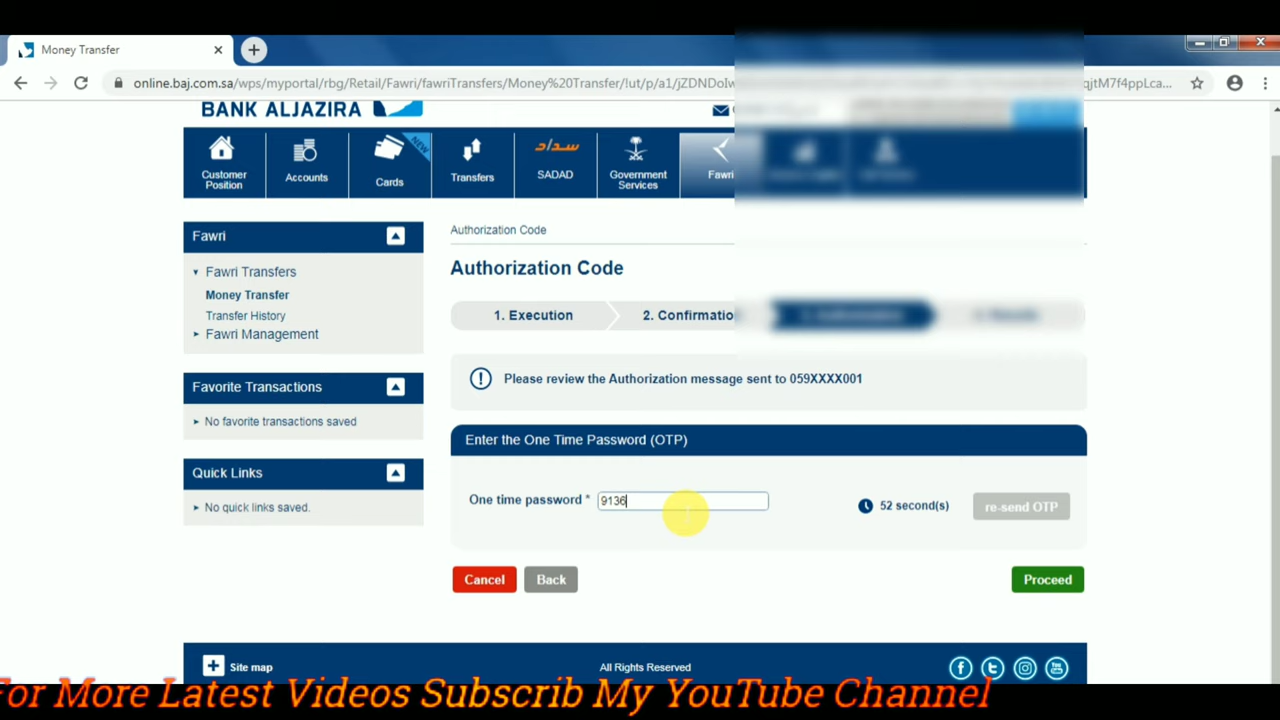 Money Transfer
online.baj.com.sa/wps/myportal/rbg/Retail/Fawri/fawriTransfers/Money%20Transfer/!ut/p/a1/jZDNDoIw
qjtM7f4ppLca...
BANK ALJAZIRA
Customer Position
Accounts
Cards
NEW
Transfers
سداد
SADAD
Government Services
Fawri
Fawri
Fawri Transfers
Money Transfer
Transfer History
Fawri Management
Favorite Transactions
No favorite transactions saved
Quick Links
No quick links saved.
Authorization Code
Authorization Code
1. Execution
2. Confirmatio
Please review the Authorization message sent to 059XXXX001
Enter the One Time Password (OTP)
One time password * 9136
52 second(s)
re-send OTP
Cancel
Back
Proceed
Site map
All Rights Reserved
For More Latest Videos Subscrib My YouTube Channel